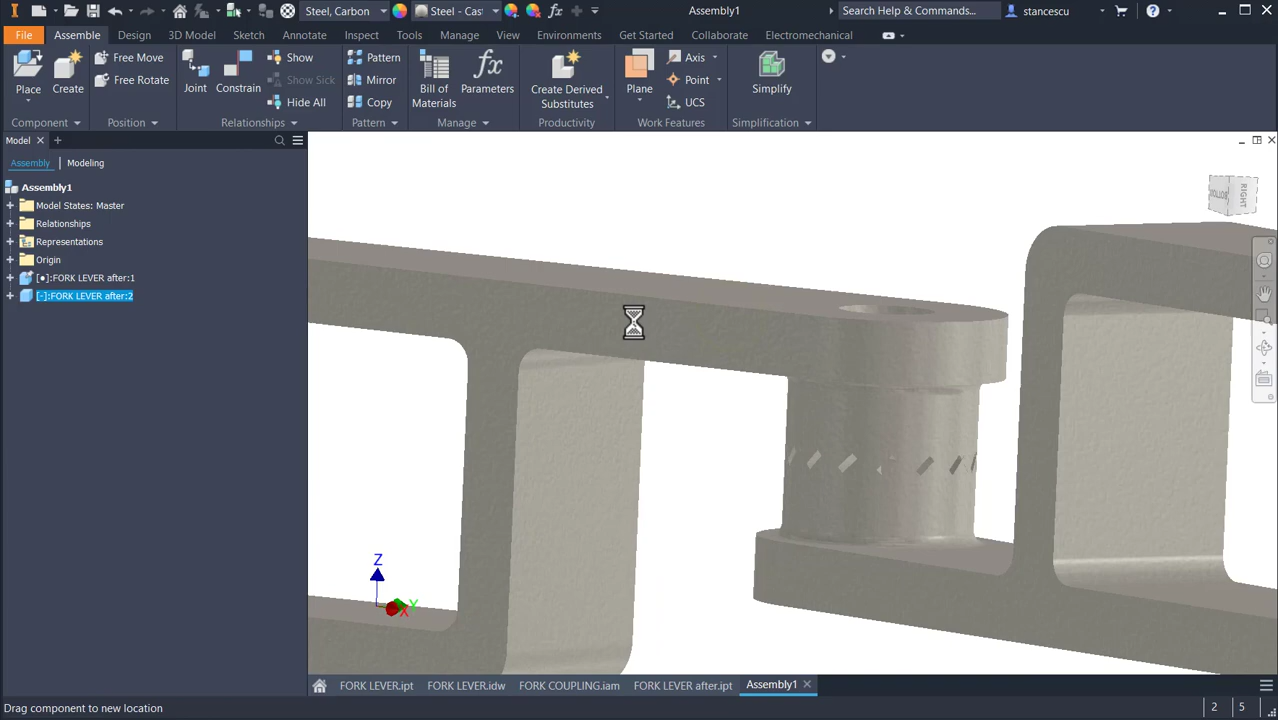 Steel, Carbon
Steel - Cast
fx
Assembly1
Search Help & Commands...
stancescu
File
Assemble
Design
3D Model
Sketch
Annotate
Inspect
Tools
Manage
View
Environments
Get Started
Collaborate
Electromechanical
Place
Create
Free Move
Free Rotate
Joint
Constrain
Show
Show Sick
Hide All
Pattern
Mirror
Copy
Bill of
Materials
fx
Parameters
Create Derived
Substitutes
Plane
Axis
Point
UCS
Simplify
Component
Position
Relationships
Pattern
Manage
Productivity
Work Features
Simplification
Model
Assembly
Modeling
Assembly1
Model States: Master
Relationships
Representations
Origin
[●]:FORK LEVER after:1
[-]:FORK LEVER after:2
RIGHT
Z
Y
X
FORK LEVER.ipt
FORK LEVER.idw
FORK COUPLING.iam
FORK LEVER after.ipt
Assembly1
Drag component to new location
2
5